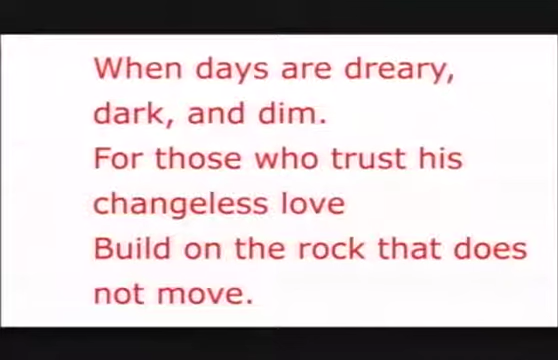 When days are dreary,
dark, and dim.
For those who trust his
changeless love
Build on the rock that does
not move.